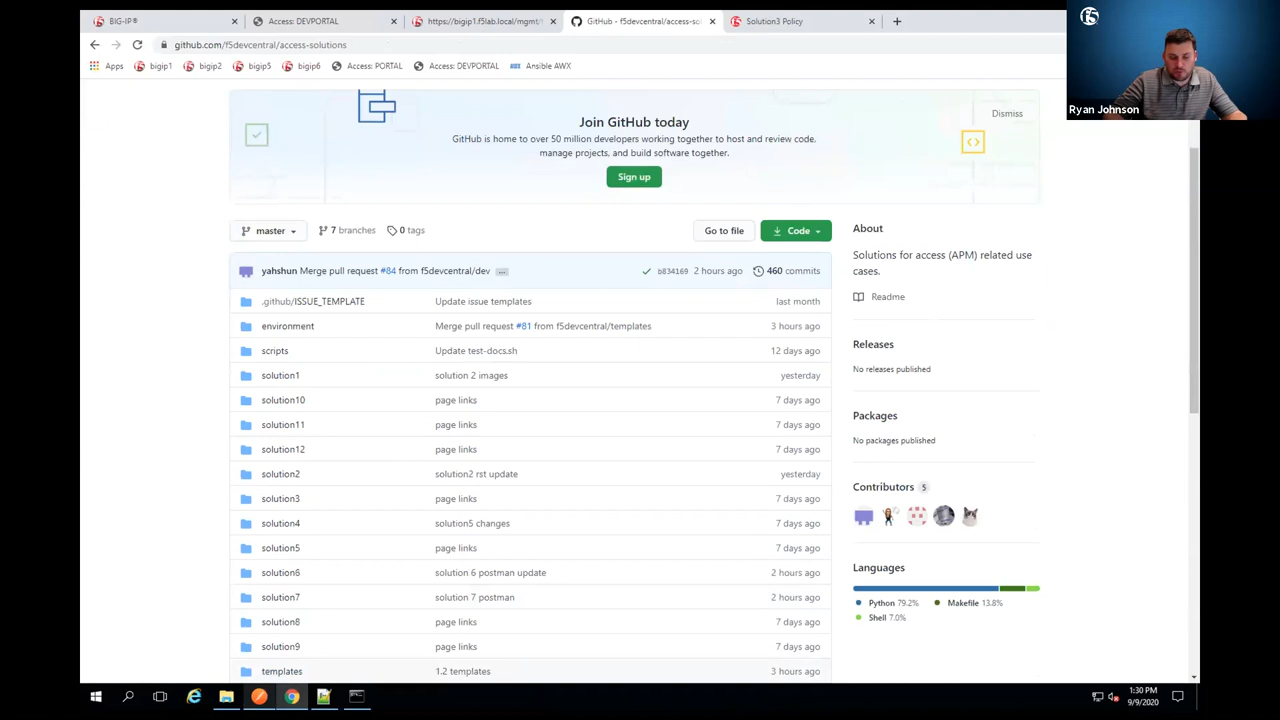 BIG-IP®
Access: DEVPORTAL
https://bigip1.f5lab.local/mgmt/
GitHub - f5devcentral/access-so
Solution3 Policy
github.com/f5devcentral/access-solutions
Apps
bigip1
bigip2
bigip5
bigip6
Access: PORTAL
Access: DEVPORTAL
Ansible AWX
Ryan Johnson
Join GitHub today
Dismiss
GitHub is home to over 50 million developers working together to host and review code,
manage projects, and build software together.
Sign up
master
7 branches
0 tags
Go to file
Code
yahshun Merge pull request #84 from f5devcentral/dev ...
b834169 2 hours ago
460 commits
.github/ISSUE_TEMPLATE Update issue templates last month
environment Merge pull request #81 from f5devcentral/templates 3 hours ago
scripts Update test-docs.sh 12 days ago
solution1 solution 2 images yesterday
solution10 page links 7 days ago
solution11 page links 7 days ago
solution12 page links 7 days ago
solution2 solution2 rst update yesterday
solution3 page links 7 days ago
solution4 solution5 changes 7 days ago
solution5 page links 7 days ago
solution6 solution 6 postman update 2 hours ago
solution7 solution 7 postman 2 hours ago
solution8 page links 7 days ago
solution9 page links 7 days ago
templates 1.2 templates 3 hours ago
About
Solutions for access (APM) related use
cases.
Readme
Releases
No releases published
Packages
No packages published
Contributors 5
Languages
Python 79.2%
Makefile 13.8%
Shell 7.0%
1:30 PM
9/9/2020